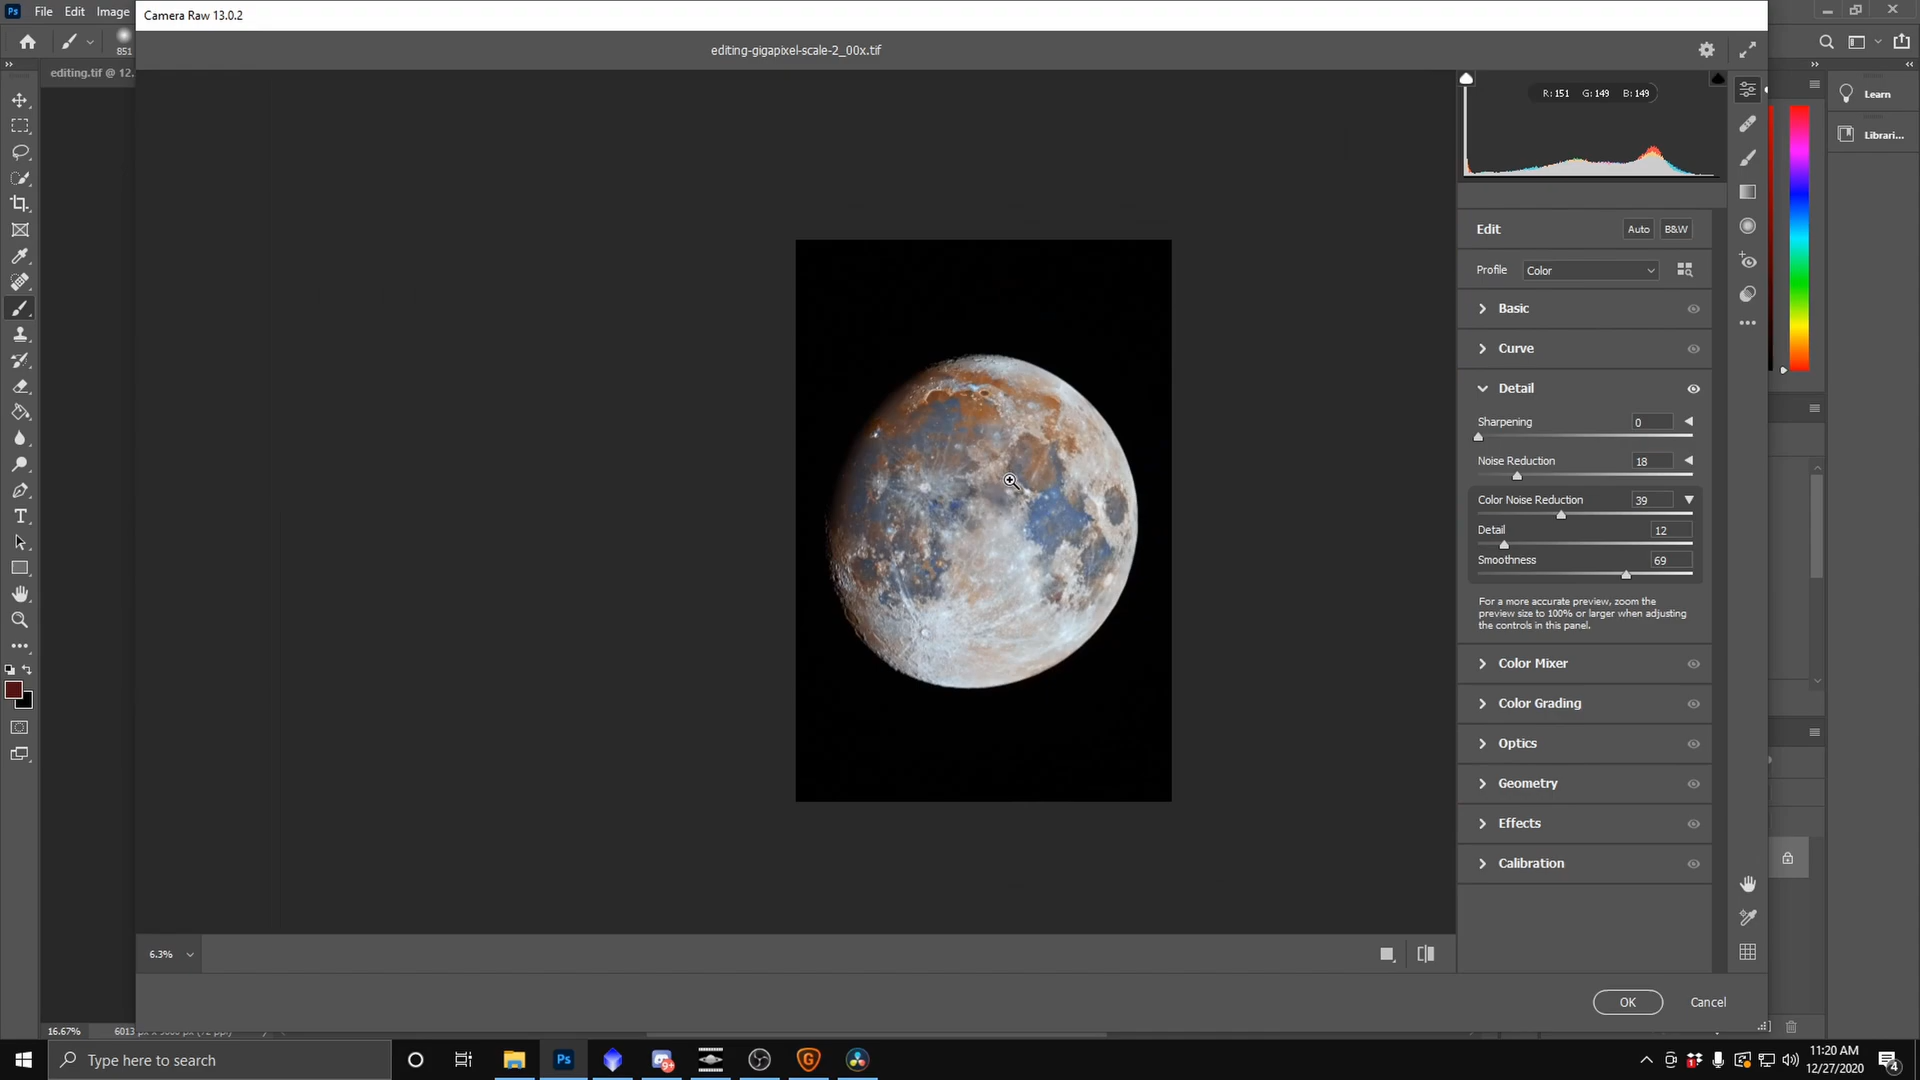 Ps File Edit Image
Camera Raw 13.0.2
editing-gigapixel-scale-2_00x.tif
851
editing.tif @ 12.
R: 151 G: 149 B: 149
Learn
Librari...
Edit Auto B&W
Profile Color
Basic
Curve
Detail
Sharpening 0
Noise Reduction 18
Color Noise Reduction 39
Detail 12
Smoothness 69
For a more accurate preview, zoom the
preview size to 100% or larger when adjusting
the controls in this panel.
Color Mixer
Color Grading
Optics
Geometry
Effects
Calibration
6.3%
OK Cancel
16.67%
Type here to search
Ps
9+
G
11:20 AM
12/27/2020
4